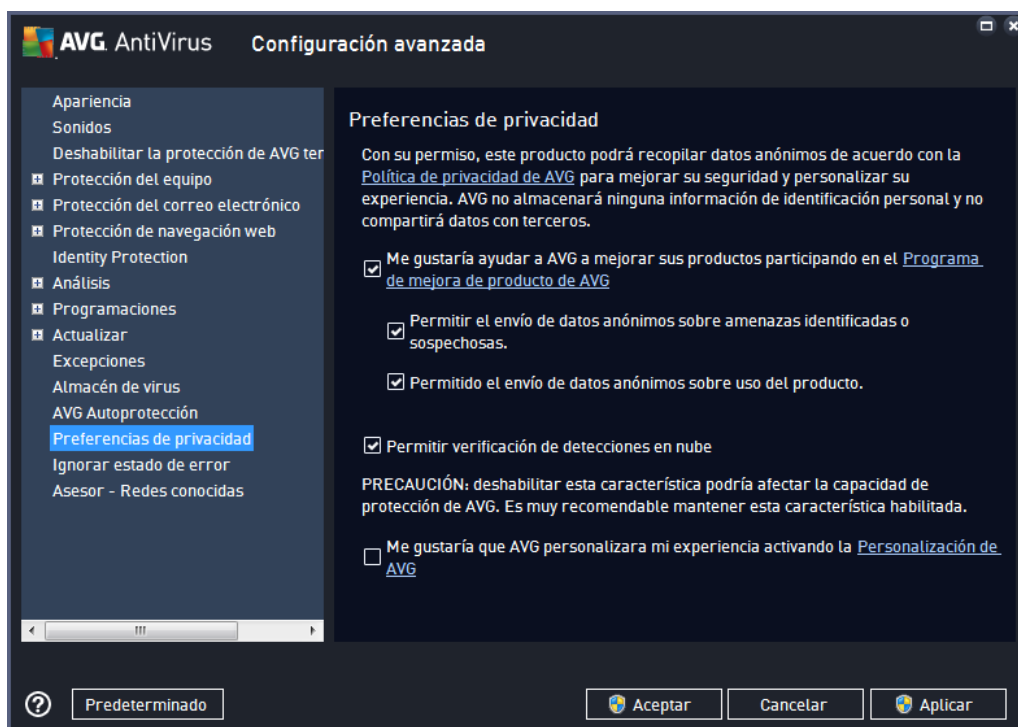 AVG AntiVirus Configuración avanzada
Apariencia
Sonidos
Deshabilitar la protección de AVG ter
Protección del equipo
Protección del correo electrónico
Protección de navegación web
Identity Protection
Análisis
Programaciones
Actualizar
Excepciones
Almacén de virus
AVG Autoprotección
Preferencias de privacidad
Ignorar estado de error
Asesor - Redes conocidas
Preferencias de privacidad
Con su permiso, este producto podrá recopilar datos anónimos de acuerdo con la
Política de privacidad de AVG para mejorar su seguridad y personalizar su
experiencia. AVG no almacenará ninguna información de identificación personal y no
compartirá datos con terceros.
Me gustaría ayudar a AVG a mejorar sus productos participando en el Programa
de mejora de producto de AVG
Permitir el envío de datos anónimos sobre amenazas identificadas o
sospechosas.
Permitido el envío de datos anónimos sobre uso del producto.
Permitir verificación de detecciones en nube
PRECAUCIÓN: deshabilitar esta característica podría afectar la capacidad de
protección de AVG. Es muy recomendable mantener esta característica habilitada.
Me gustaría que AVG personalizara mi experiencia activando la Personalización de
AVG
Predeterminado
Aceptar
Cancelar
Aplicar